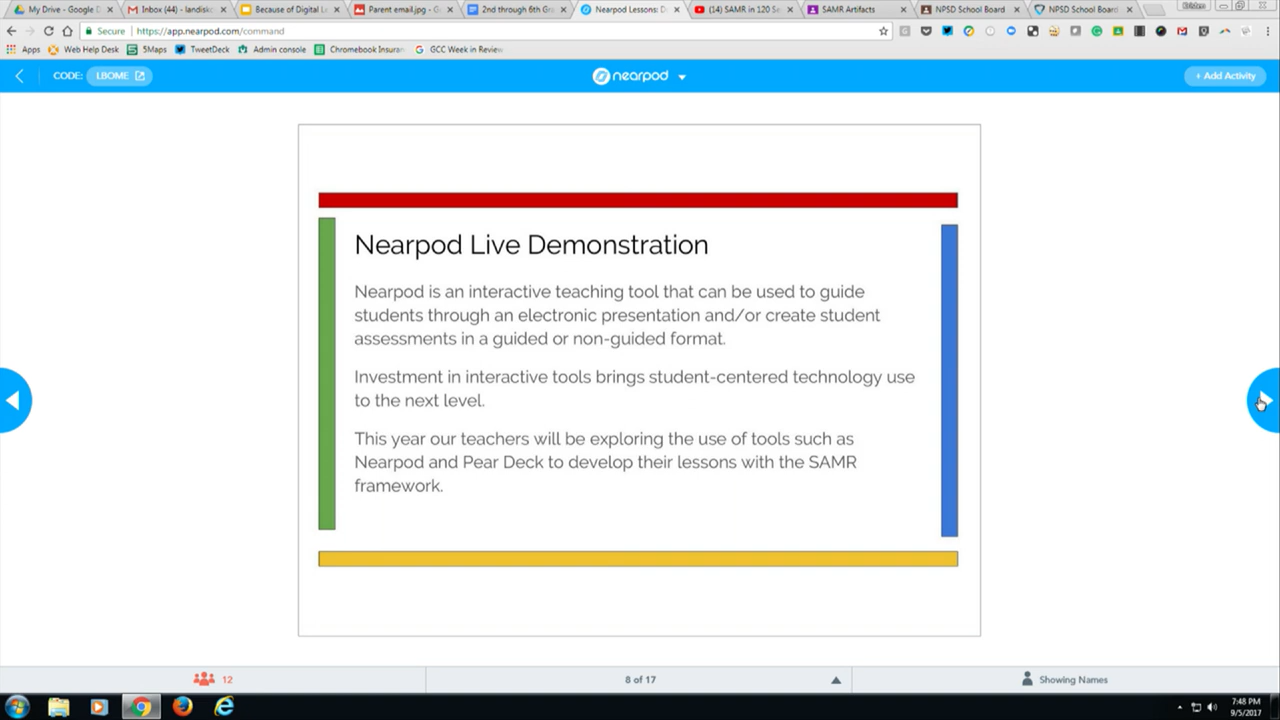 My Drive - Google D
Inbox (44) - landisk
Because of Digital Le
Parent email.jpg - G
2nd through 6th Gra
Nearpod Lessons: D
(14) SAMR in 120 Se
SAMR Artifacts
NPSD School Board
NPSD School Board
Secure
https://app.nearpod.com/command
Apps
Web Help Desk
5Maps
TweetDeck
Admin console
Chromebook Insuran
GCC Week in Review
CODE:
LBOME
nearpod
+ Add Activity
Nearpod Live Demonstration
Nearpod is an interactive teaching tool that can be used to guide
students through an electronic presentation and/or create student
assessments in a guided or non-guided format.
Investment in interactive tools brings student-centered technology use
to the next level.
This year our teachers will be exploring the use of tools such as
Nearpod and Pear Deck to develop their lessons with the SAMR
framework.
12
8 of 17
Showing Names
7:48 PM
9/5/2017